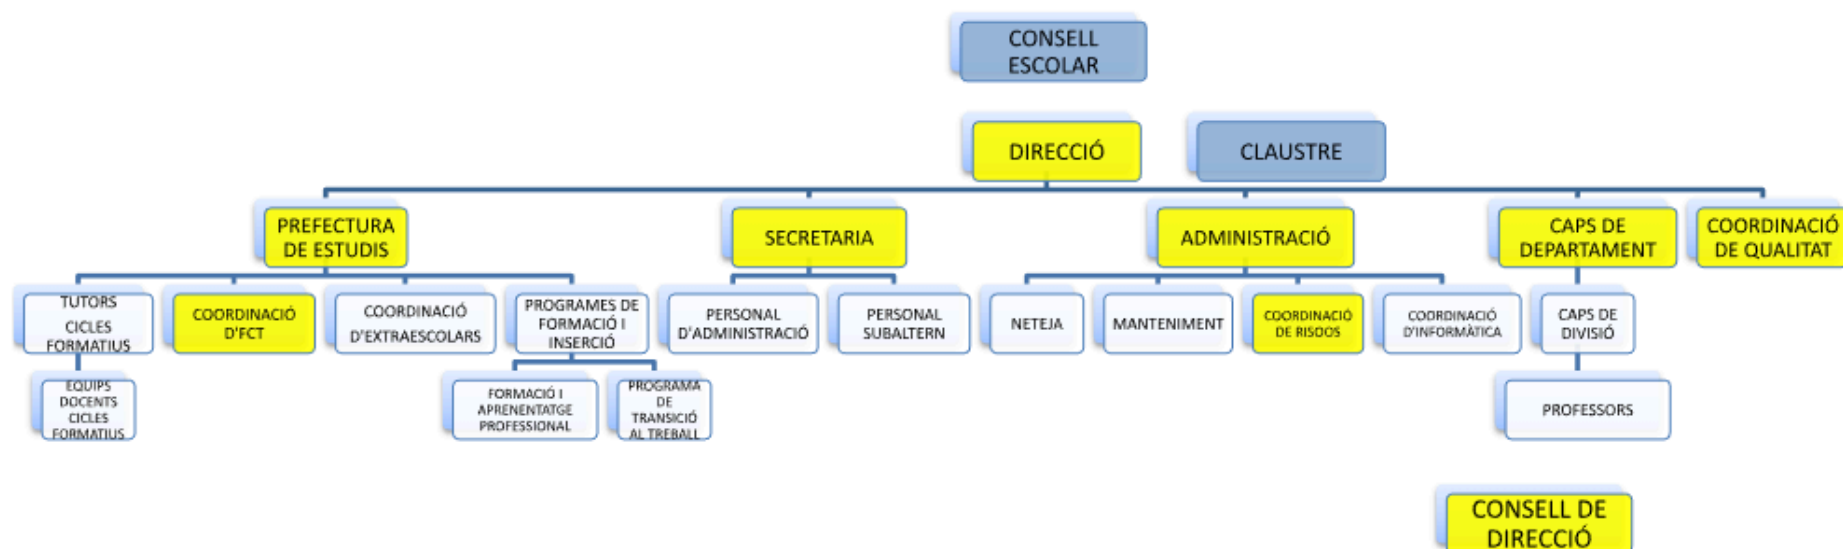 CONSELL
ESCOLAR
DIRECCIÓ
CLAUSTRE
PREFECTURA
DE ESTUDIS
SECRETARIA
ADMINISTRACIÓ
CAPS DE
DEPARTAMENT
COORDINACIÓ
DE QUALITAT
TUTORS
CICLES
FORMATIUS
COORDINACIÓ
D'FCT
COORDINACIÓ
D'EXTRAESCOLARS
PROGRAMES DE
FORMACIÓ I
INSERCIÓ
PERSONAL
D'ADMINISTRACIÓ
PERSONAL
SUBALTERN
NETEJA
MANTENIMENT
COORDINACIÓ
DE RISOOS
COORDINACIÓ
D'INFORMÀTICA
CAPS DE
DIVISIÓ
EQUIPS
DOCENTS
CICLES
FORMATIUS
FORMACIÓ I
APRENENTATGE
PROFESSIONAL
PROGRAMA
DE
TRANSICIÓ
AL TREBALL
PROFESSORS
CONSELL DE
DIRECCIÓ